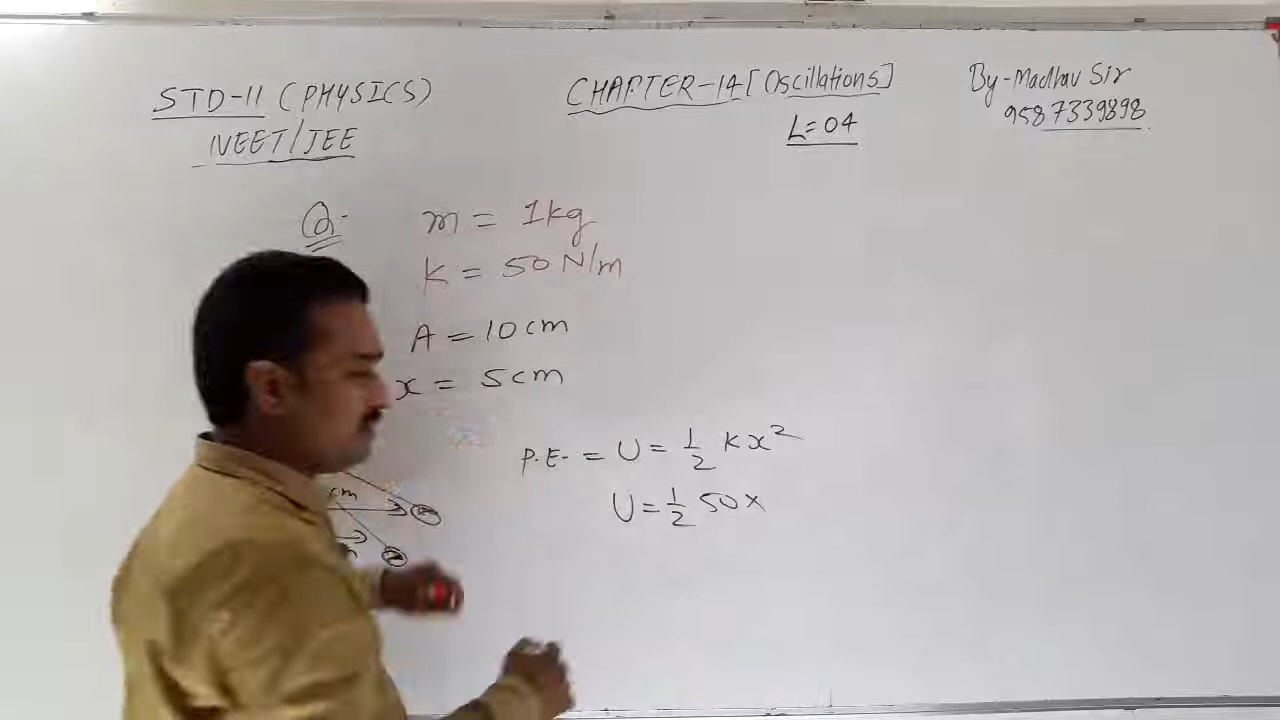 STD-11 (PHYSICS)
NEET/JEE
CHAPTER-14 [Oscillations]
L=04
By-Madhav Sir
9587339898
Q.
m = 1kg
K = 50 N/m
A = 10 cm
x = 5 cm
P.E. = U = 1/2 Kx²
U = 1/2 50 x
cm